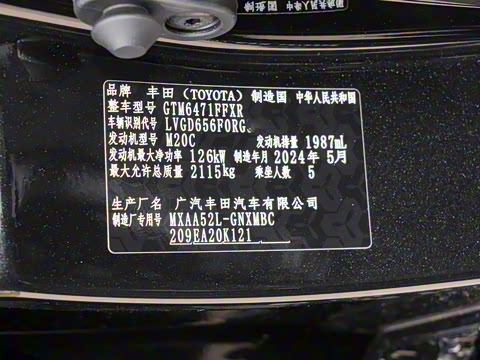 品牌 丰田(TOYOTA) 制造国 中华人民共和国
整车型号 GTM6471FFXR
车辆识别代号 LVGD656F0RG
发动机型号 M20C 发动机排量 1987mL
发动机最大净功率 126kW 制造年月 2024年5月
最大允许总质量 2115kg 乘坐人数 5
生产厂名 广汽丰田汽车有限公司
制造厂专用号 MXAA52L-GNXMBC
209EA20K121